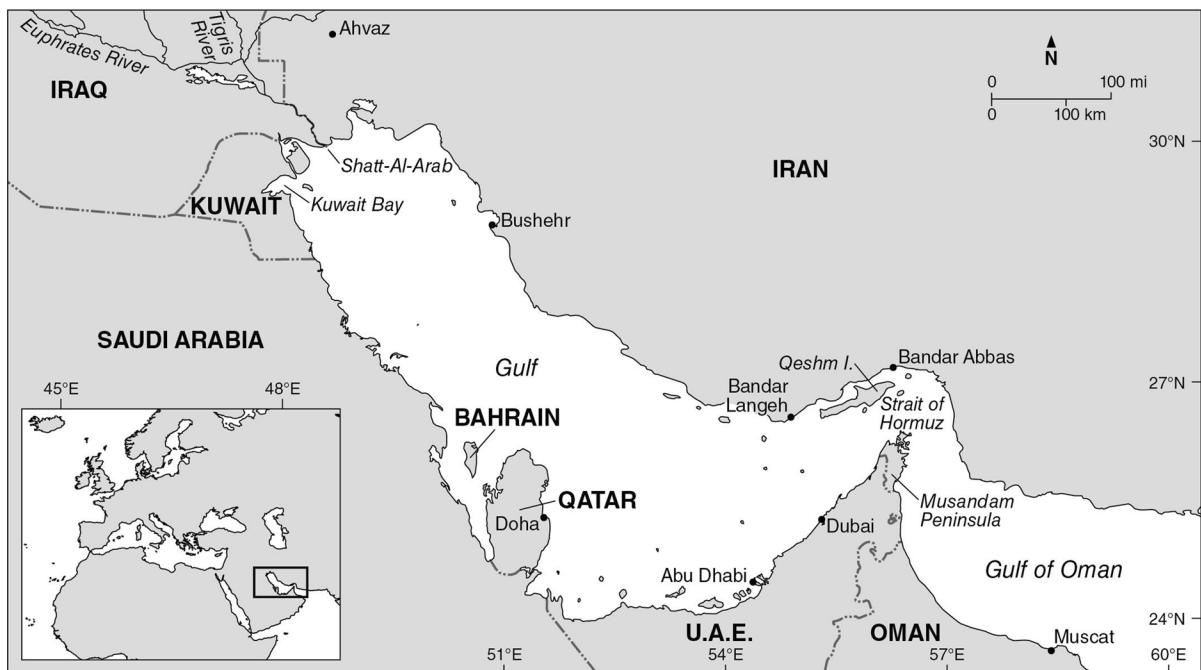 Euphrates River
Tigris
River
Ahvaz
N
0
100 mi
0
100 km
IRAQ
30°N
Shatt-Al-Arab
IRAN
KUWAIT
Kuwait Bay
Bushehr
SAUDI ARABIA
Gulf
Qeshm I.
Bandar Abbas
45°E
48°E
27°N
Bandar
Langeh
Strait of
Hormuz
BAHRAIN
QATAR
Doha
Musandam
Peninsula
Dubai
Abu Dhabi
Gulf of Oman
U.A.E.
OMAN
24°N
Muscat
51°E
54°E
57°E
60°E